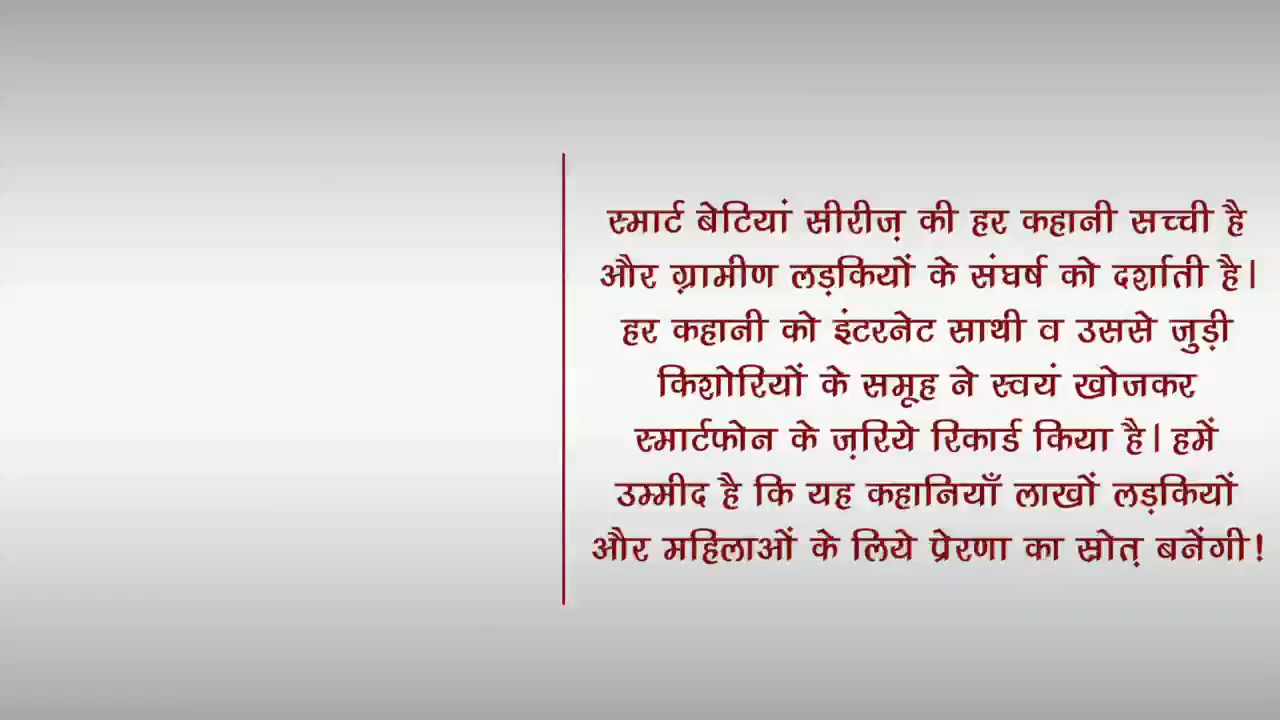 स्मार्ट बेटियां सीरीज़ की हर कहानी सच्ची है
और ग्रामीण लड़कियों के संघर्ष को दर्शाती है।
हर कहानी को इंटरनेट साथी व उससे जुड़ी
किशोरियों के समूह ने स्वयं खोजकर
स्मार्टफोन के ज़रिये रिकार्ड किया है। हमें
उम्मीद है कि यह कहानियाँ लाखों लड़कियों
और महिलाओं के लिये प्रेरणा का स्रोत् बनेंगी!